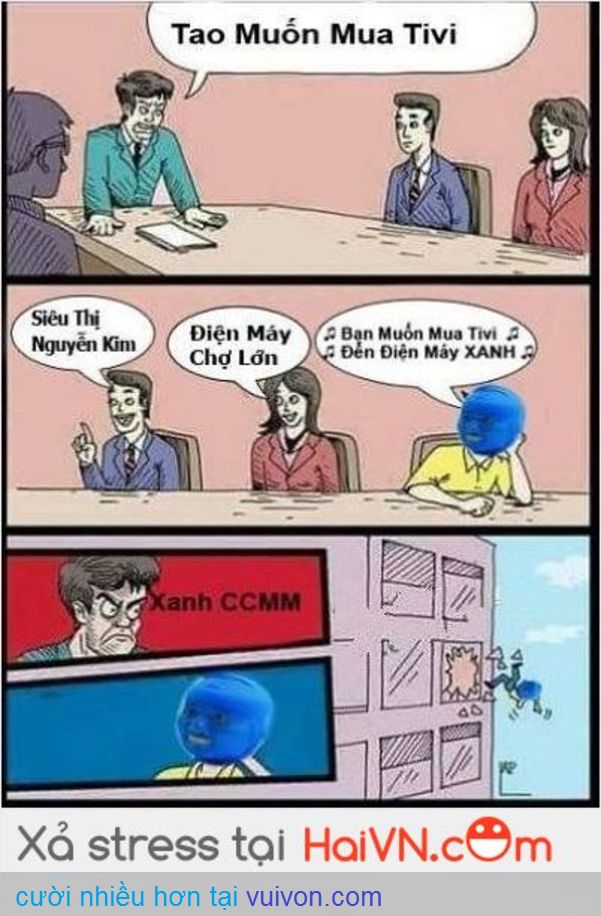 Tao Muốn Mua Tivi
Siêu Thị
Nguyễn Kim
Điện Máy
Chợ Lớn
♫ Bạn Muốn Mua Tivi ♫
♫ Đến Điện Máy XANH ♫
Xanh CCMM
Xả stress tại HaiVN.com
cười nhiều hơn tại vuivon.com